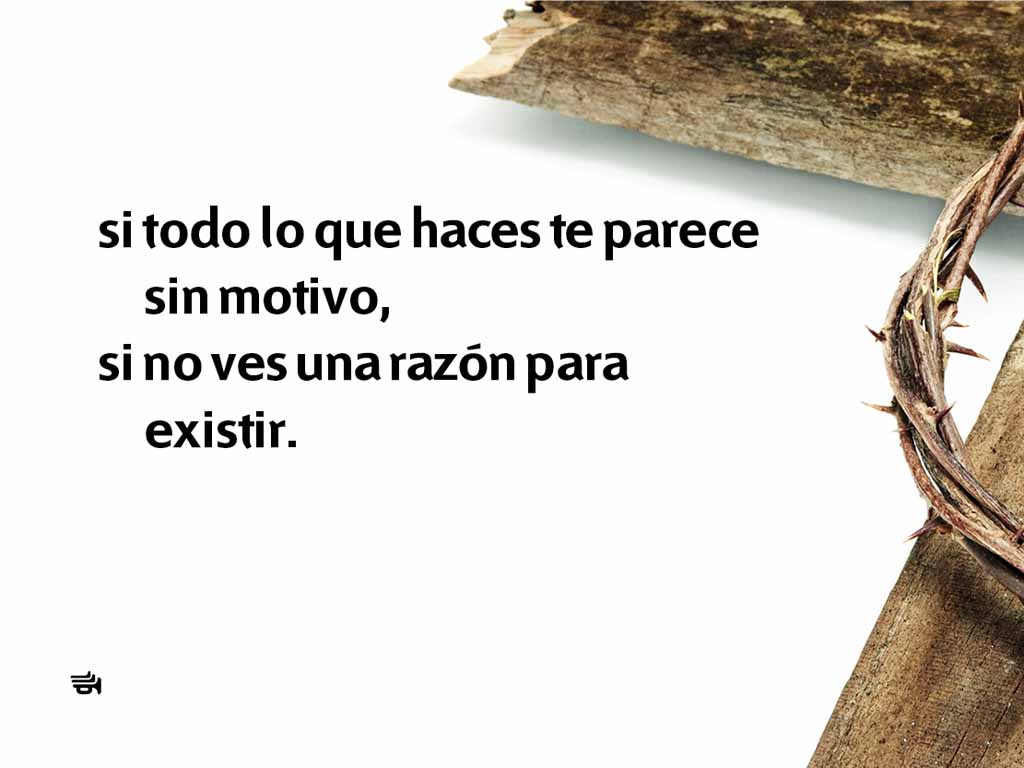 si todo lo que haces te parece
sin motivo,
si no ves una razón para
existir.